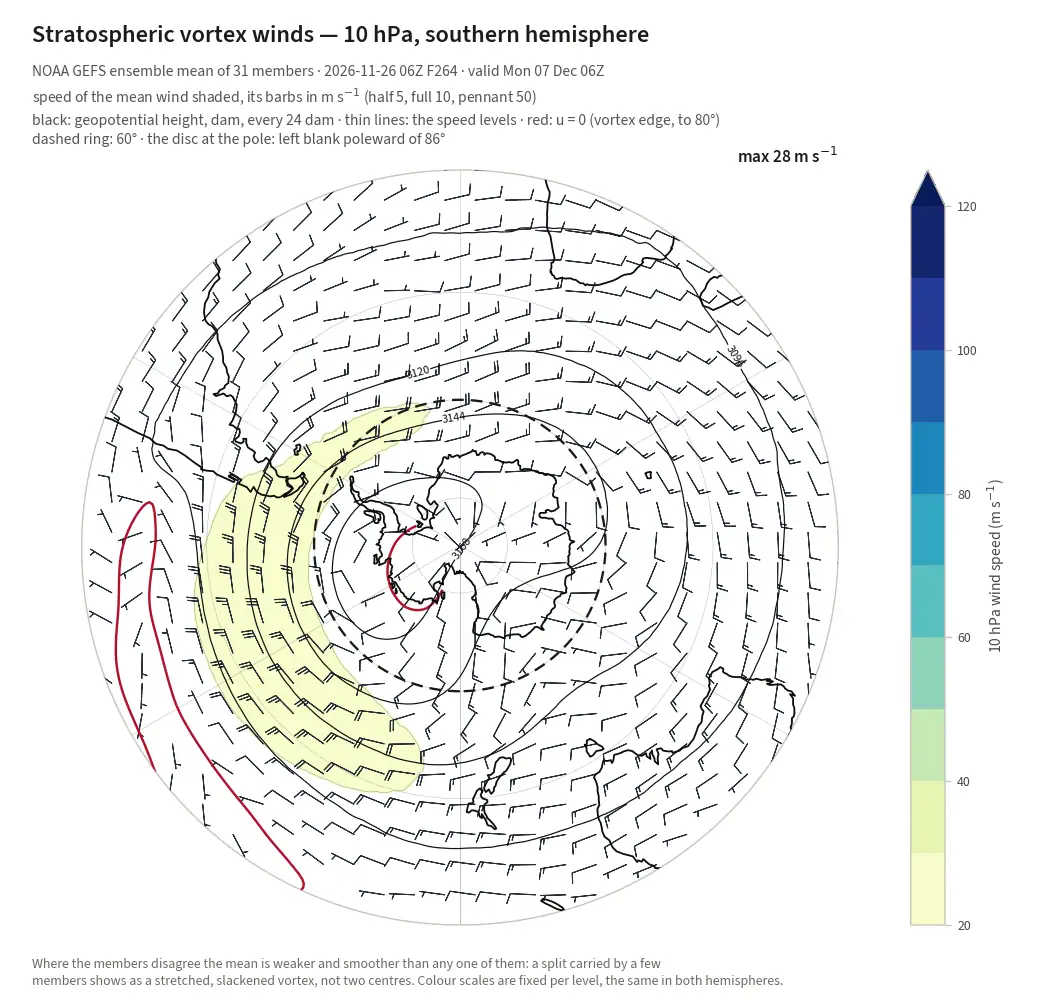 Stratospheric vortex winds — 10 hPa, southern hemisphere
NOAA GEFS ensemble mean of 31 members · 2026-11-26 06Z F264 · valid Mon 07 Dec 06Z
speed of the mean wind shaded, its barbs in m s⁻¹ (half 5, full 10, pennant 50)
black: geopotential height, dam, every 24 dam · thin lines: the speed levels · red: u = 0 (vortex edge, to 80°)
dashed ring: 60° · the disc at the pole: left blank poleward of 86°
max 28 m s⁻¹
120
100
80
60
40
20
10 hPa wind speed (m s⁻¹)
3096
3120
3144
3168
Where the members disagree the mean is weaker and smoother than any one of them: a split carried by a few
members shows as a stretched, slackened vortex, not two centres. Colour scales are fixed per level, the same in both hemispheres.